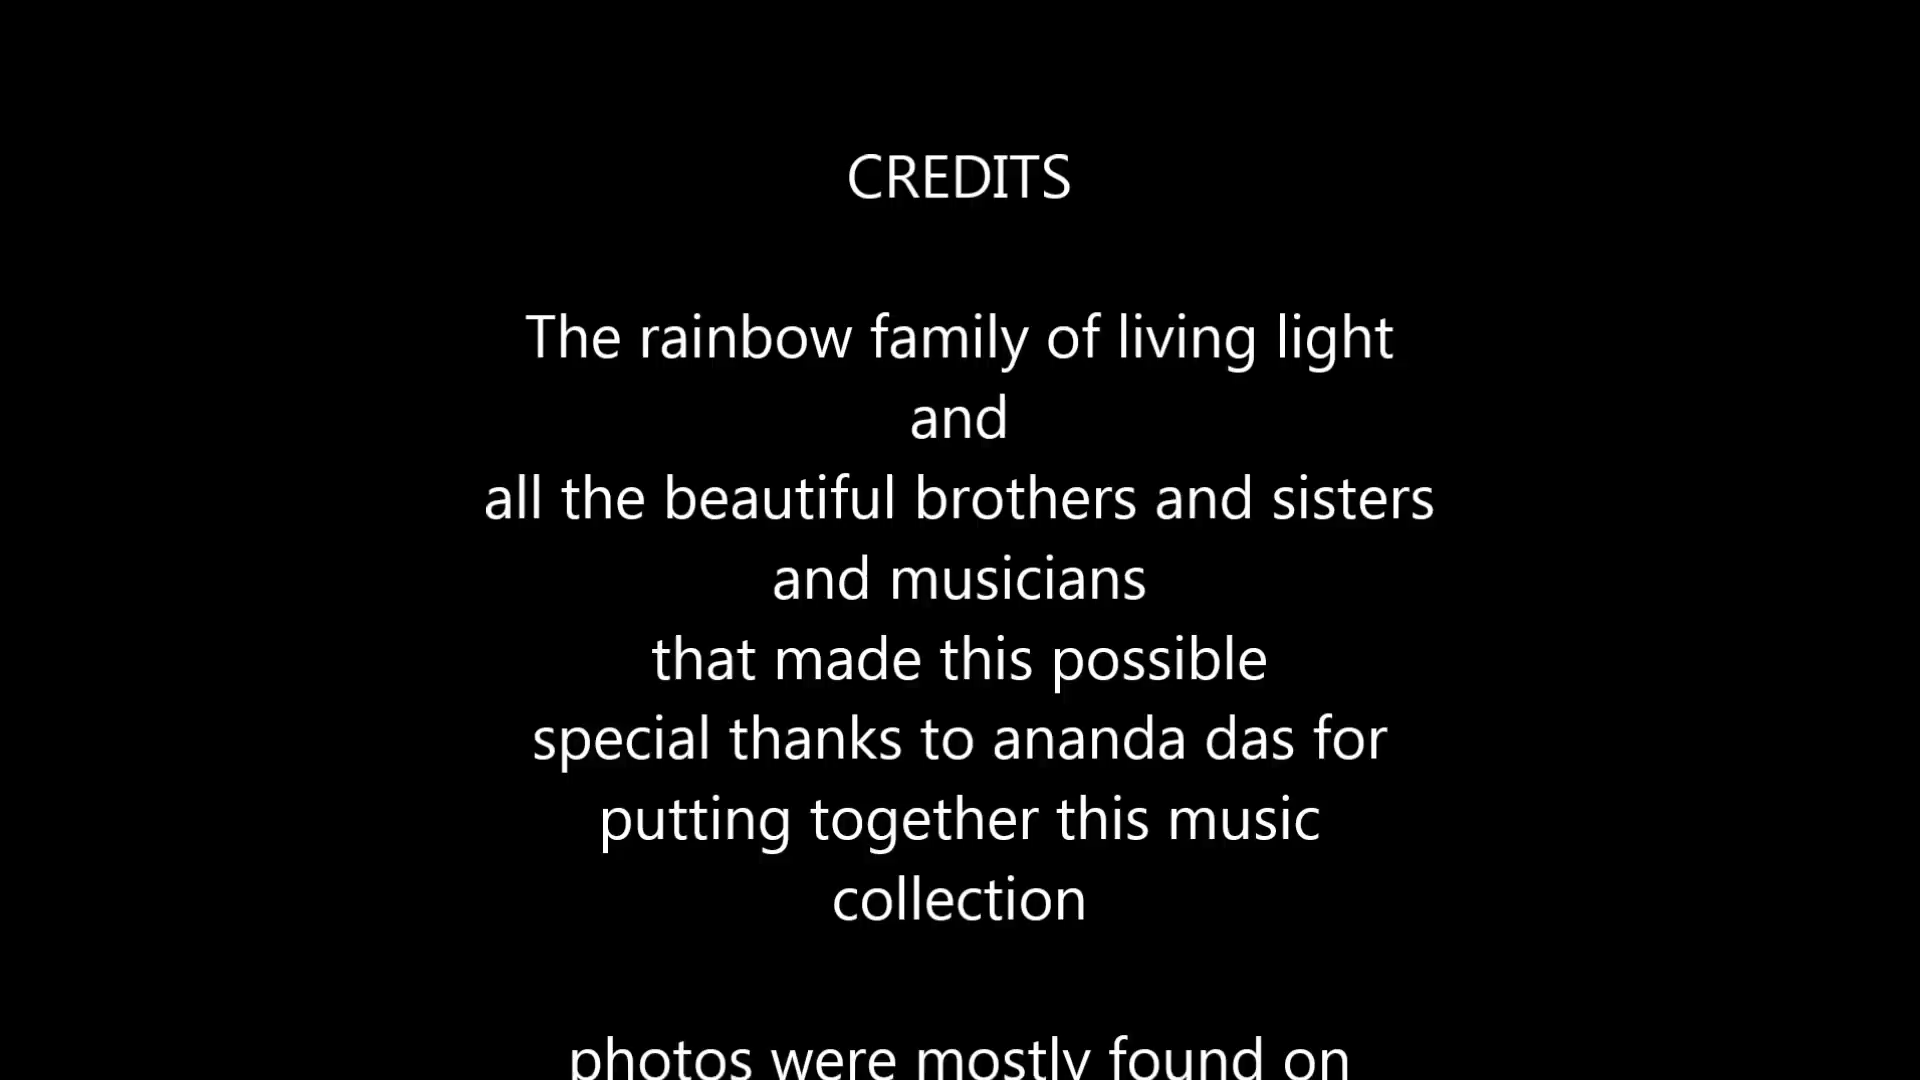 CREDITS
The rainbow family of living light
and
all the beautiful brothers and sisters
and musicians
that made this possible
special thanks to ananda das for
putting together this music
collection
photos were mostly found on